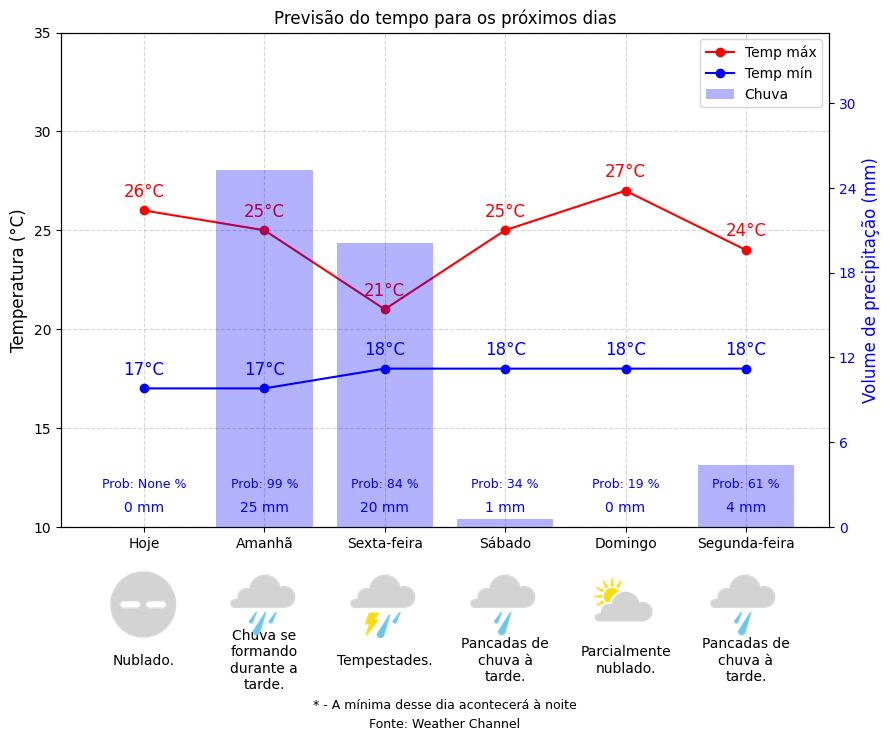 Previsão do tempo para os próximos dias
Temperatura (°C)
Volume de precipitação (mm)
35
30
25
20
15
10
30
24
18
12
6
0
Temp máx
Temp mín
Chuva
26°C
25°C
21°C
25°C
27°C
24°C
17°C
17°C
18°C
18°C
18°C
18°C
Prob: None %
Prob: 99 %
Prob: 84 %
Prob: 34 %
Prob: 19 %
Prob: 61 %
0 mm
25 mm
20 mm
1 mm
0 mm
4 mm
Hoje
Amanhã
Sexta-feira
Sábado
Domingo
Segunda-feira
Nublado.
Chuva se
formando
durante a
tarde.
Tempestades.
Pancadas de
chuva à
tarde.
Parcialmente
nublado.
Pancadas de
chuva à
tarde.
* - A mínima desse dia acontecerá à noite
Fonte: Weather Channel